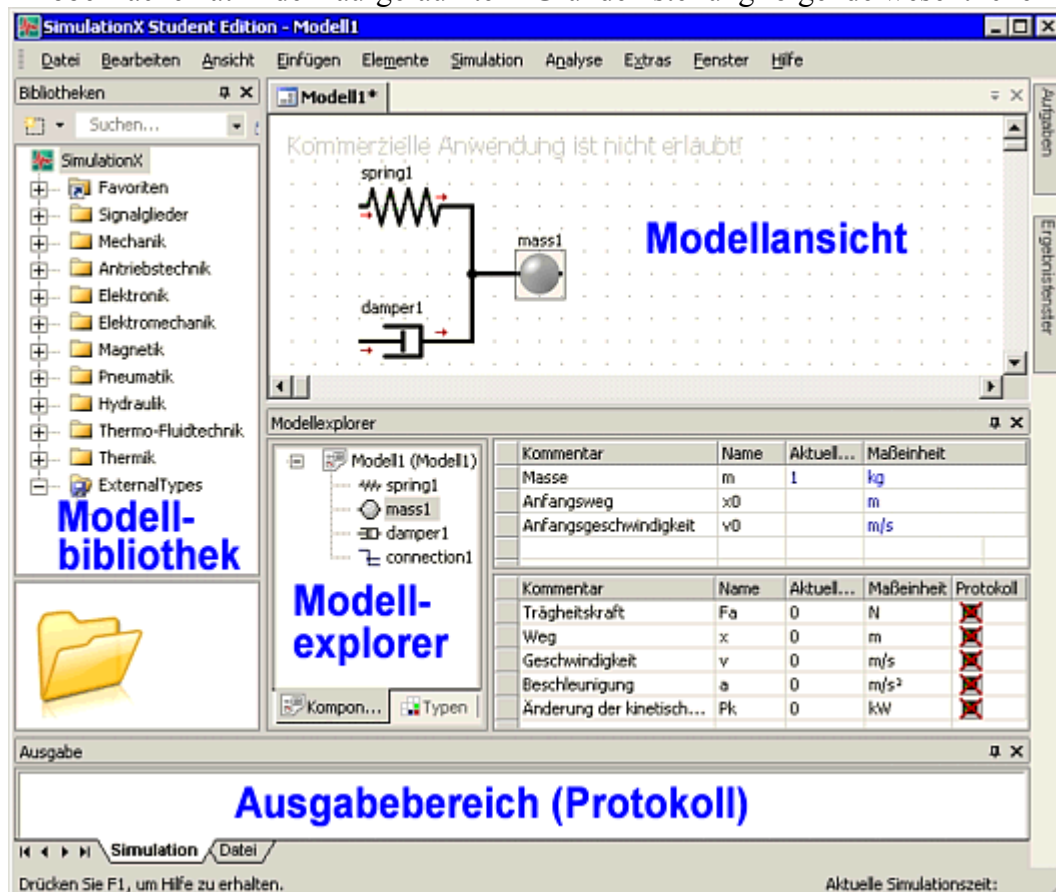 SimulationX Student Edition - Modell1
Datei Bearbeiten Ansicht Einfügen Elemente Simulation Analyse Extras Fenster Hilfe
Bibliotheken
Suchen...
SimulationX
Favoriten
Signalglieder
Mechanik
Antriebstechnik
Elektronik
Elektromechanik
Magnetik
Pneumatik
Hydraulik
Thermo-Fluidtechnik
Thermik
ExternalTypes
Modell-
bibliothek
Modell1*
Kommerzielle Anwendung ist nicht erlaubt!
spring1
mass1
damper1
Modellansicht
Aufgaben
Ergebnisfenster
Modellexplorer
Modell1 (Modell1)
spring1
mass1
damper1
connection1
Modell-
explorer
Kompon... Typen
Kommentar Name Aktuell... Maßeinheit
Masse m 1 kg
Anfangsweg x0 m
Anfangsgeschwindigkeit v0 m/s
Kommentar Name Aktuell... Maßeinheit Protokoll
Trägheitskraft Fa 0 N
Weg x 0 m
Geschwindigkeit v 0 m/s
Beschleunigung a 0 m/s²
Änderung der kinetisch... Pk 0 kW
Ausgabe
Ausgabebereich (Protokoll)
Simulation Datei
Drücken Sie F1, um Hilfe zu erhalten. Aktuelle Simulationszeit: